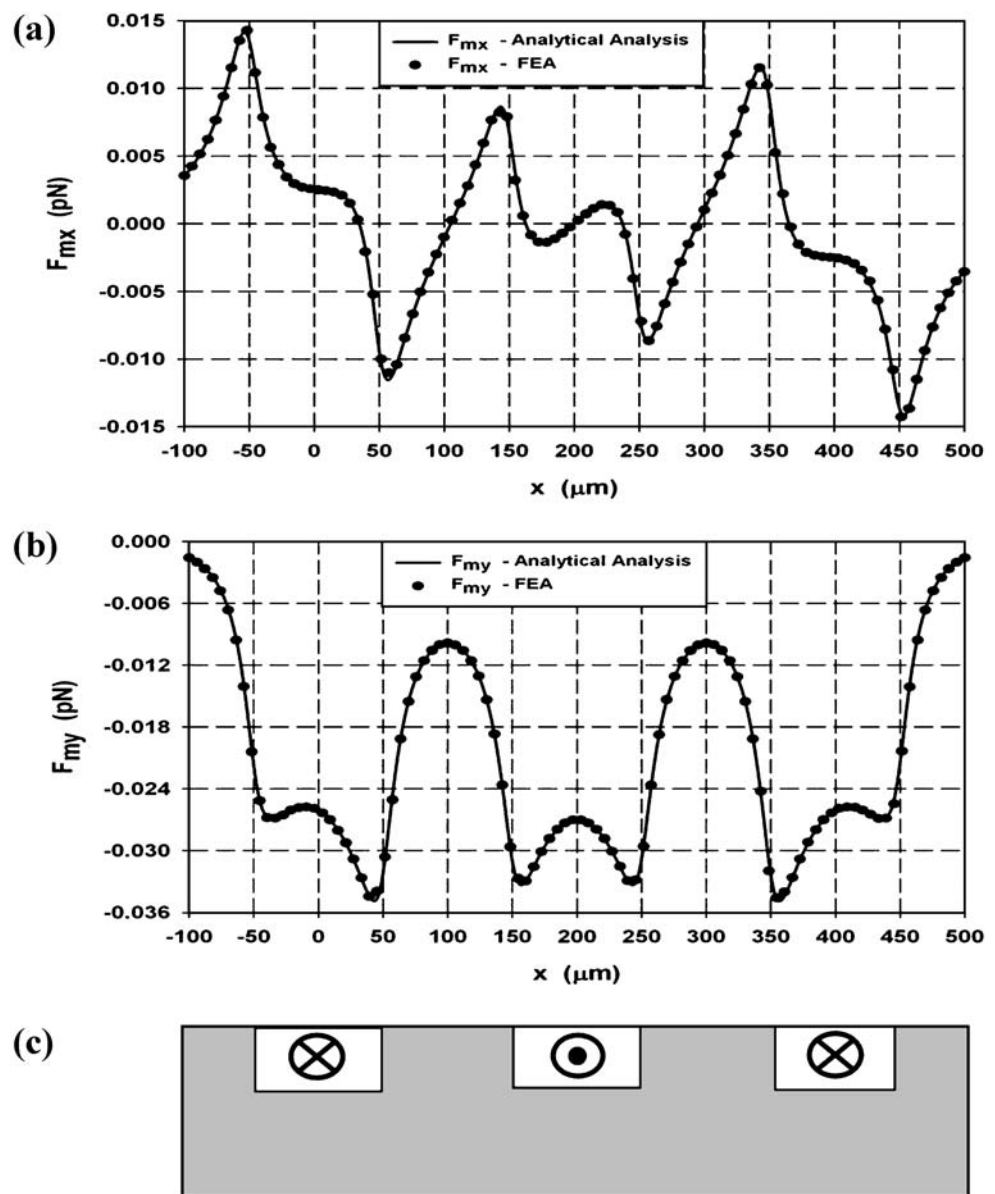 (a)
0.015
0.010
0.005
0.000
-0.005
-0.010
-0.015
Fmx (pN)
Fmx - Analytical Analysis
Fmx - FEA
-100 -50 0 50 100 150 200 250 300 350 400 450 500
x (μm)
(b)
0.000
-0.006
-0.012
-0.018
-0.024
-0.030
-0.036
Fmy (pN)
Fmy - Analytical Analysis
Fmy - FEA
-100 -50 0 50 100 150 200 250 300 350 400 450 500
x (μm)
(c)